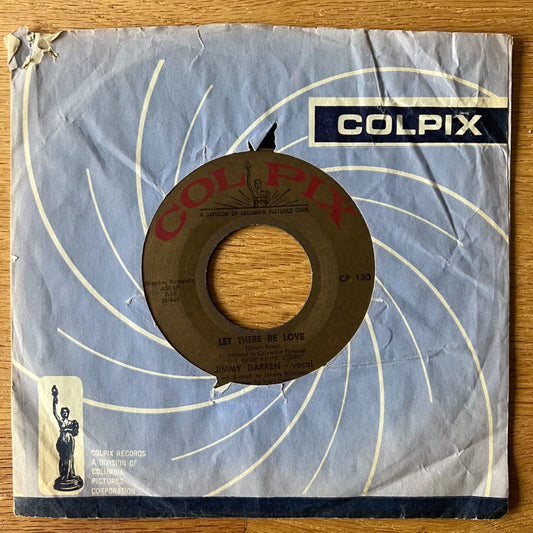 COLPIX
COLPIX
A DIVISION OF COLUMBIA PICTURES CORP.
ASCAP
CP 130
LET THERE BE LOVE
JIMMY DARREN - vocal
COLPIX RECORDS
A DIVISION OF
COLUMBIA
PICTURES
CORPORATION